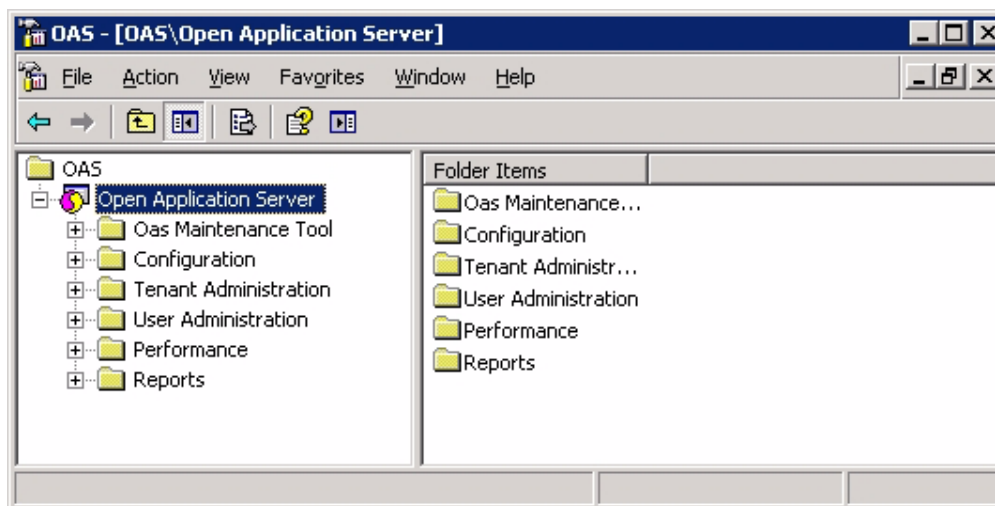 OAS - [OAS\Open Application Server]
File Action View Favorites Window Help
OAS
Open Application Server
Oas Maintenance Tool
Configuration
Tenant Administration
User Administration
Performance
Reports
Folder Items
Oas Maintenance...
Configuration
Tenant Administr...
User Administration
Performance
Reports